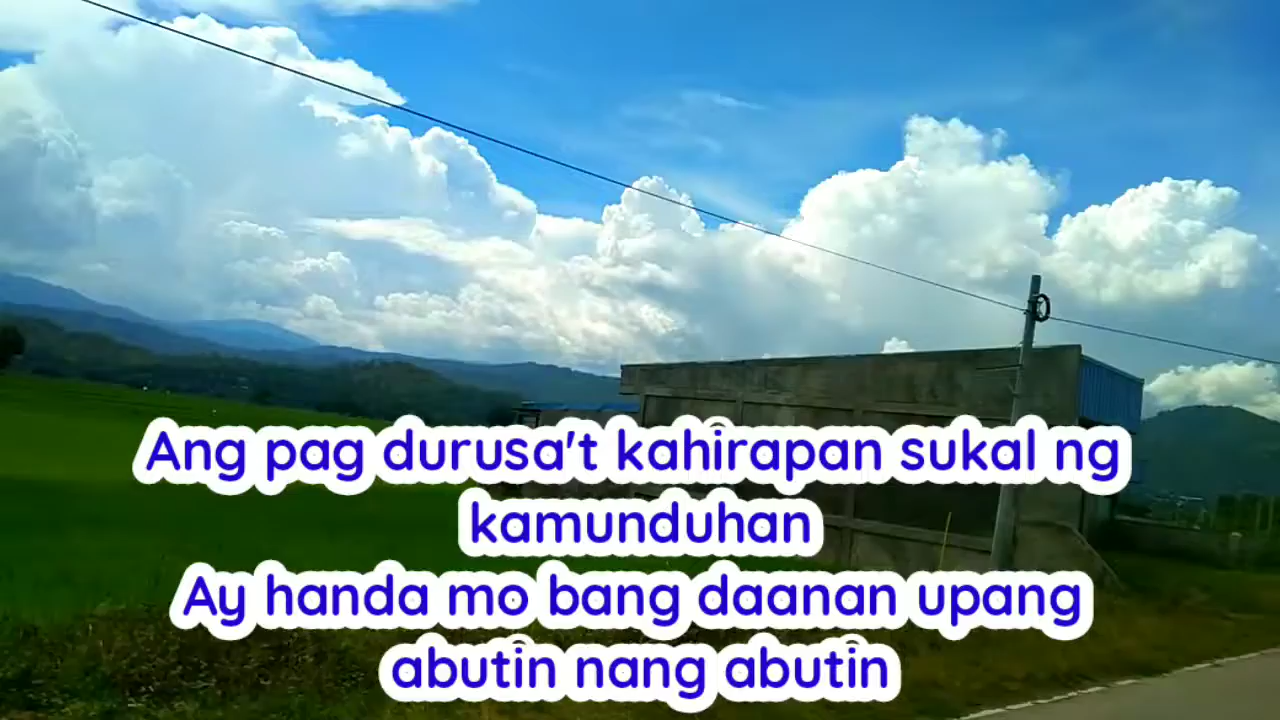 Ang pag durusa't kahirapan sukal ng
kamunduhan
Ay handa mo bang daanan upang
abutin nang abutin